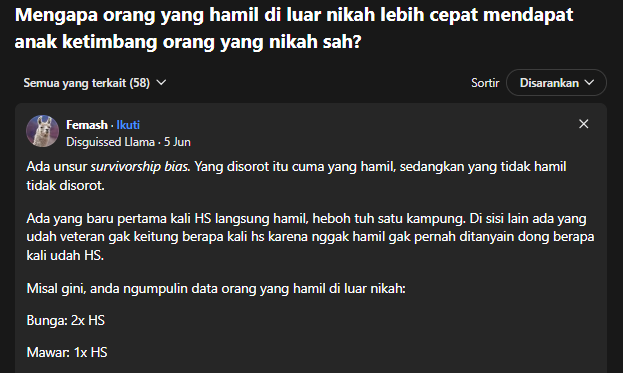 Mengapa orang yang hamil di luar nikah lebih cepat mendapat
anak ketimbang orang yang nikah sah?
Semua yang terkait (58)
Sortir
Disarankan
Femash · Ikuti
Disguissed Llama · 5 Jun
Ada unsur survivorship bias. Yang disorot itu cuma yang hamil, sedangkan yang tidak hamil
tidak disorot.
Ada yang baru pertama kali HS langsung hamil, heboh tuh satu kampung. Di sisi lain ada yang
udah veteran gak keitung berapa kali hs karena nggak hamil gak pernah ditanyain dong berapa
kali udah HS.
Misal gini, anda ngumpulin data orang yang hamil di luar nikah:
Bunga: 2x HS
Mawar: 1x HS